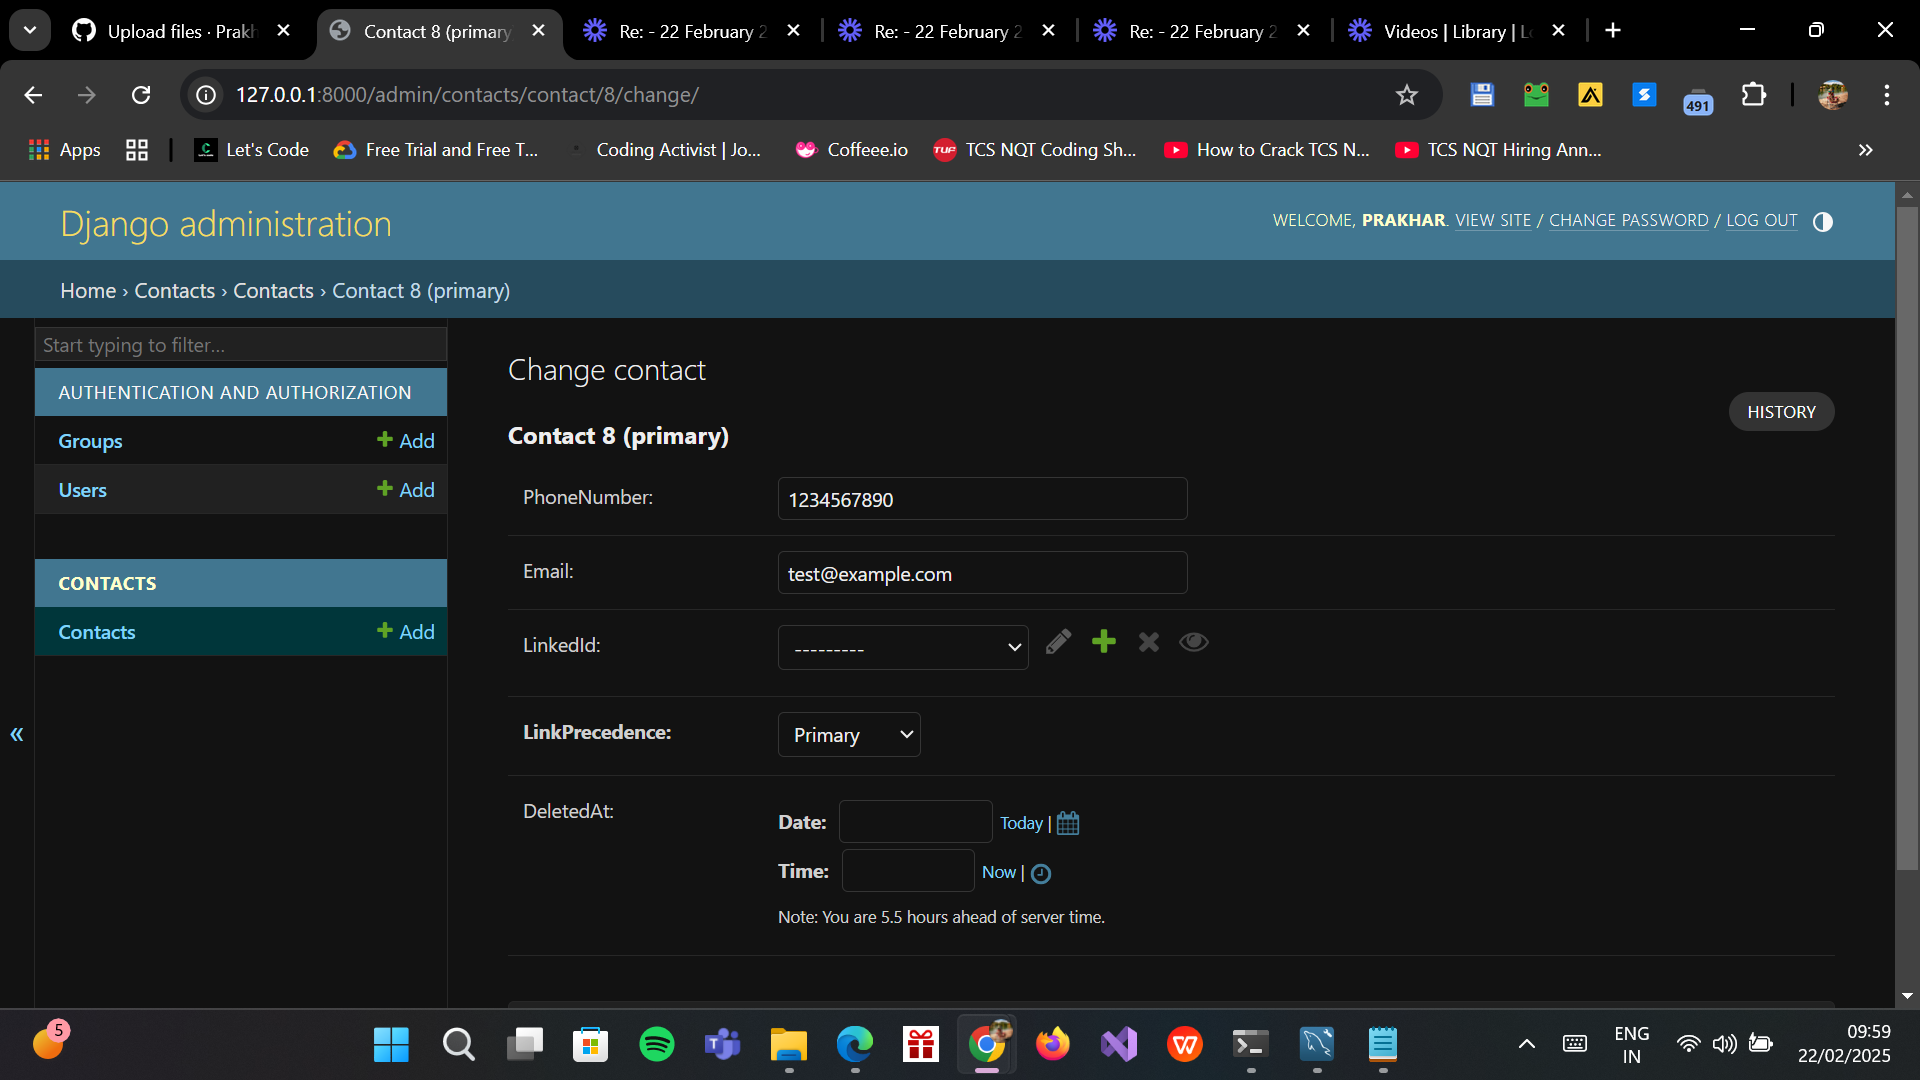 Upload files · Prakh
Contact 8 (primary
Re: - 22 February 2
Re: - 22 February 2
Re: - 22 February 2
Videos | Library | Lo
127.0.0.1:8000/admin/contacts/contact/8/change/
491
Apps
Let's Code
Free Trial and Free T...
Coding Activist | Jo...
Coffeee.io
TUF
TCS NQT Coding Sh...
How to Crack TCS N...
TCS NQT Hiring Ann...
Django administration
WELCOME, PRAKHAR. VIEW SITE / CHANGE PASSWORD / LOG OUT
Home › Contacts › Contacts › Contact 8 (primary)
Start typing to filter...
AUTHENTICATION AND AUTHORIZATION
Groups
Add
Users
Add
CONTACTS
Contacts
Add
«
Change contact
HISTORY
Contact 8 (primary)
PhoneNumber:
1234567890
Email:
test@example.com
LinkedId:
---------
LinkPrecedence:
Primary
DeletedAt:
Date:
Today |
Time:
Now |
Note: You are 5.5 hours ahead of server time.
5
ENG
IN
09:59
22/02/2025